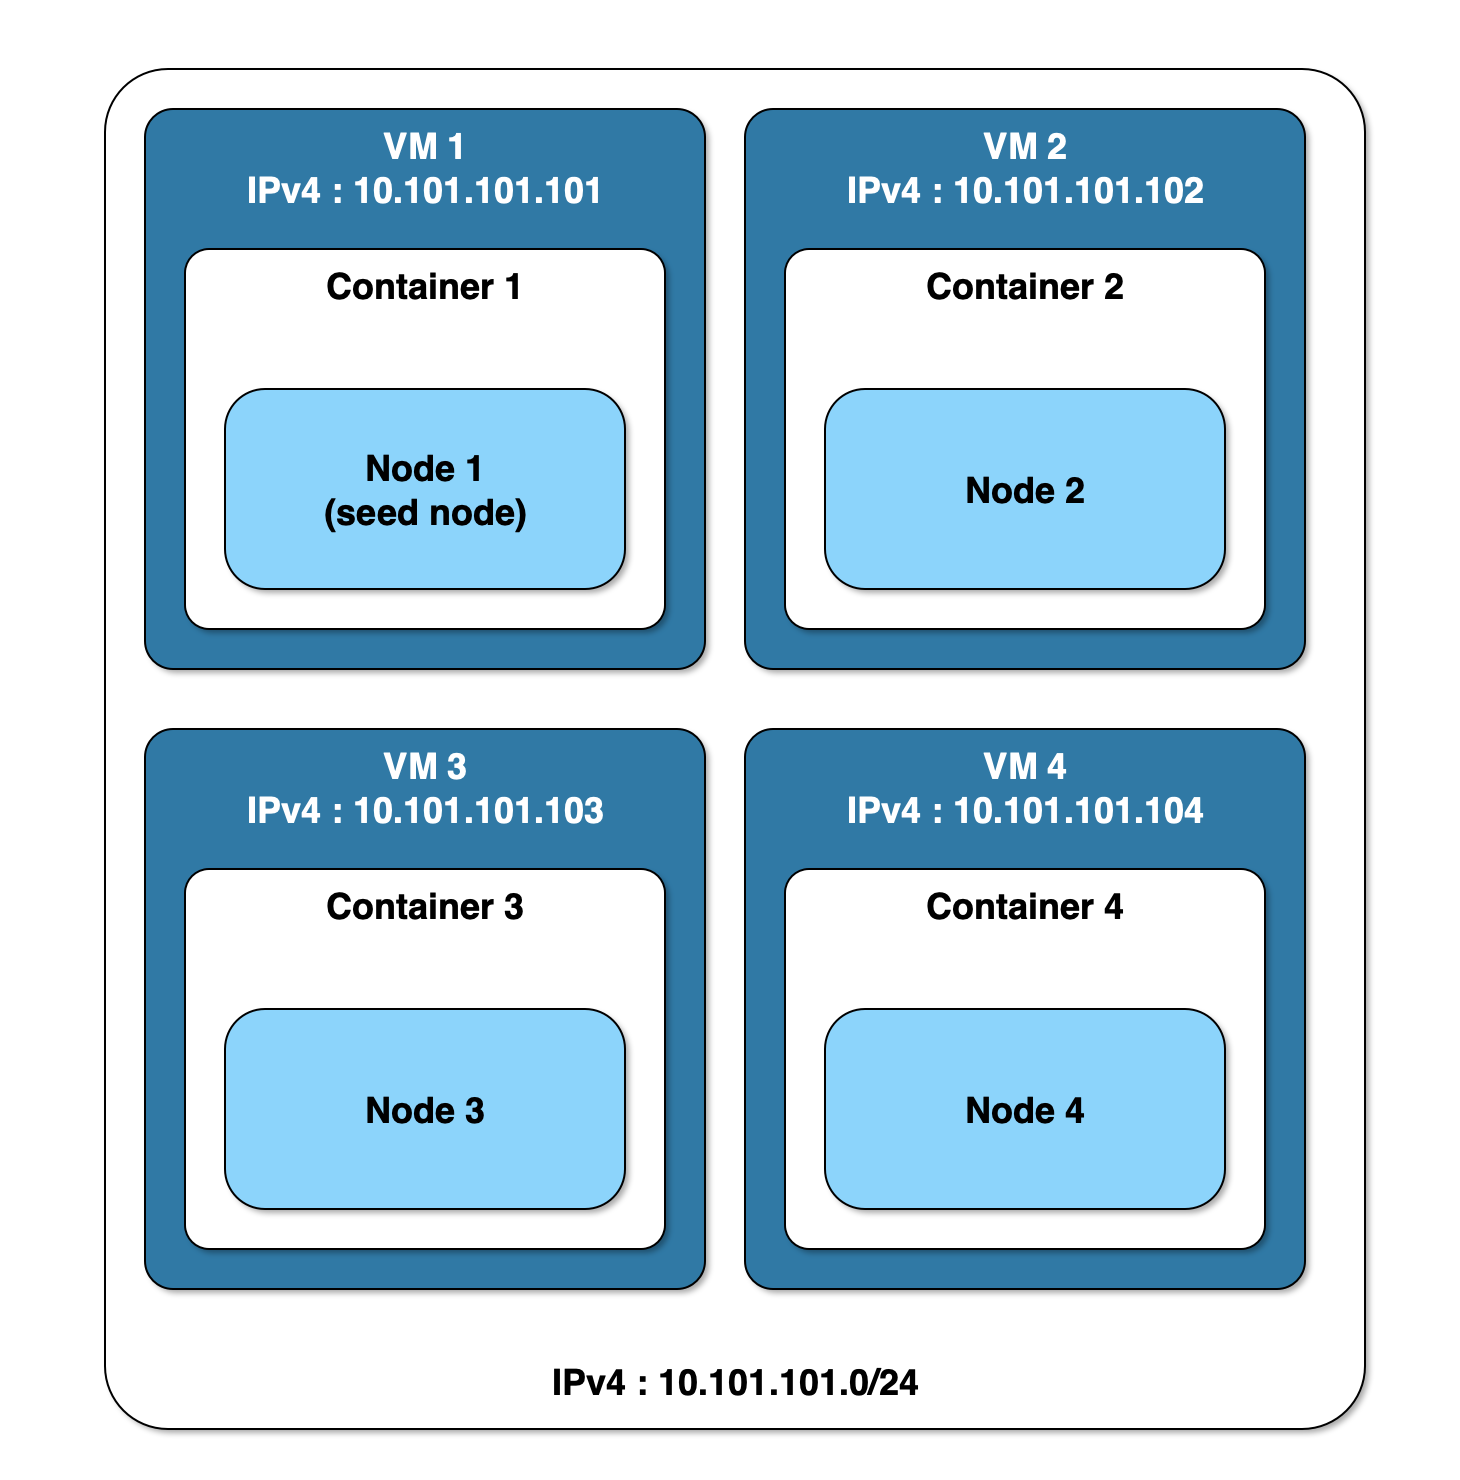 VM 1
IPv4 : 10.101.101.101
Container 1
Node 1
(seed node)
VM 2
IPv4 : 10.101.101.102
Container 2
Node 2
VM 3
IPv4 : 10.101.101.103
Container 3
Node 3
VM 4
IPv4 : 10.101.101.104
Container 4
Node 4
IPv4 : 10.101.101.0/24